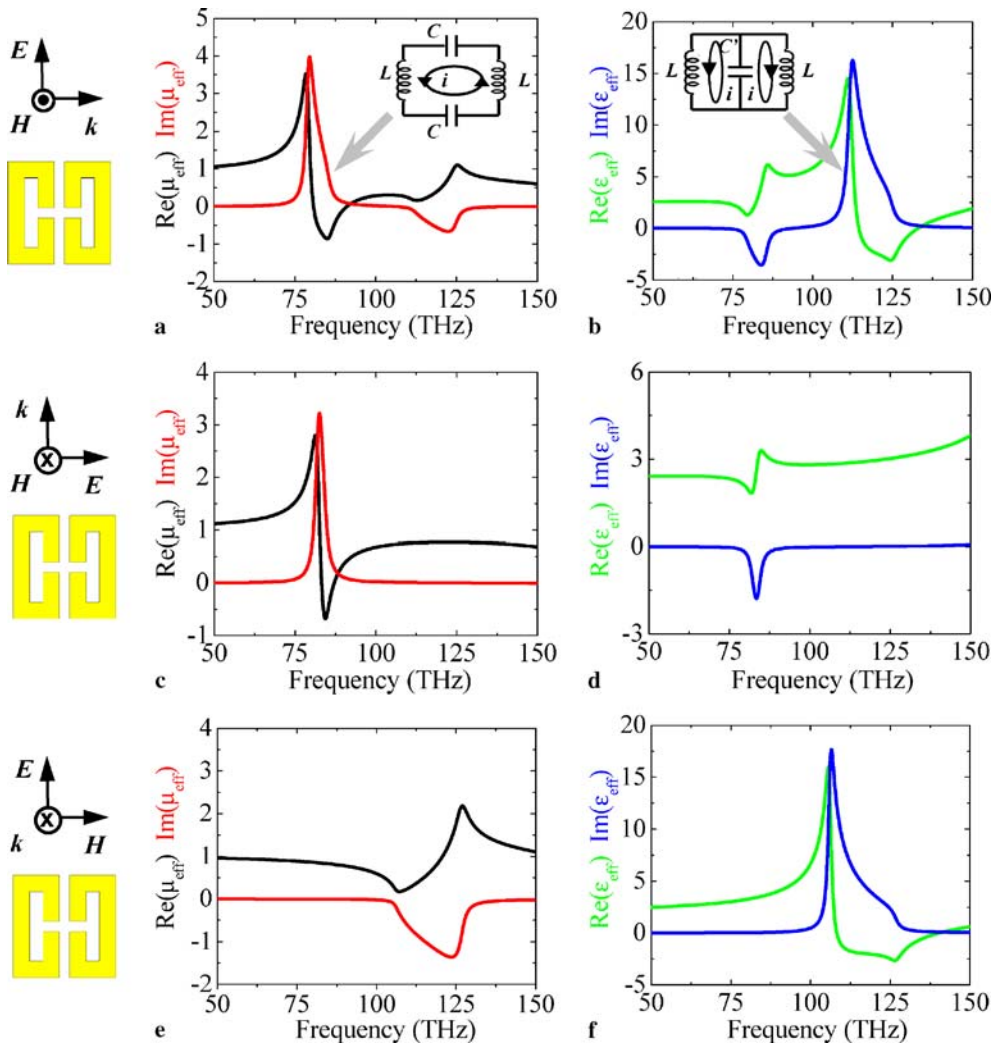 E
H
k
Re(μeff) Im(μeff)
5
4
3
2
1
0
-1
-2
C
L
i
L
C
50
75
100
125
150
a
Frequency (THz)
Re(εeff) Im(εeff)
20
15
10
5
0
-5
C'
L
i
i
L
50
75
100
125
150
b
Frequency (THz)
k
H
E
Re(μeff) Im(μeff)
4
3
2
1
0
-1
50
75
100
125
150
c
Frequency (THz)
Re(εeff) Im(εeff)
6
3
0
-3
50
75
100
125
150
d
Frequency (THz)
E
k
H
Re(μeff) Im(μeff)
4
3
2
1
0
-1
-2
50
75
100
125
150
e
Frequency (THz)
Re(εeff) Im(εeff)
20
15
10
5
0
-5
50
75
100
125
150
f
Frequency (THz)